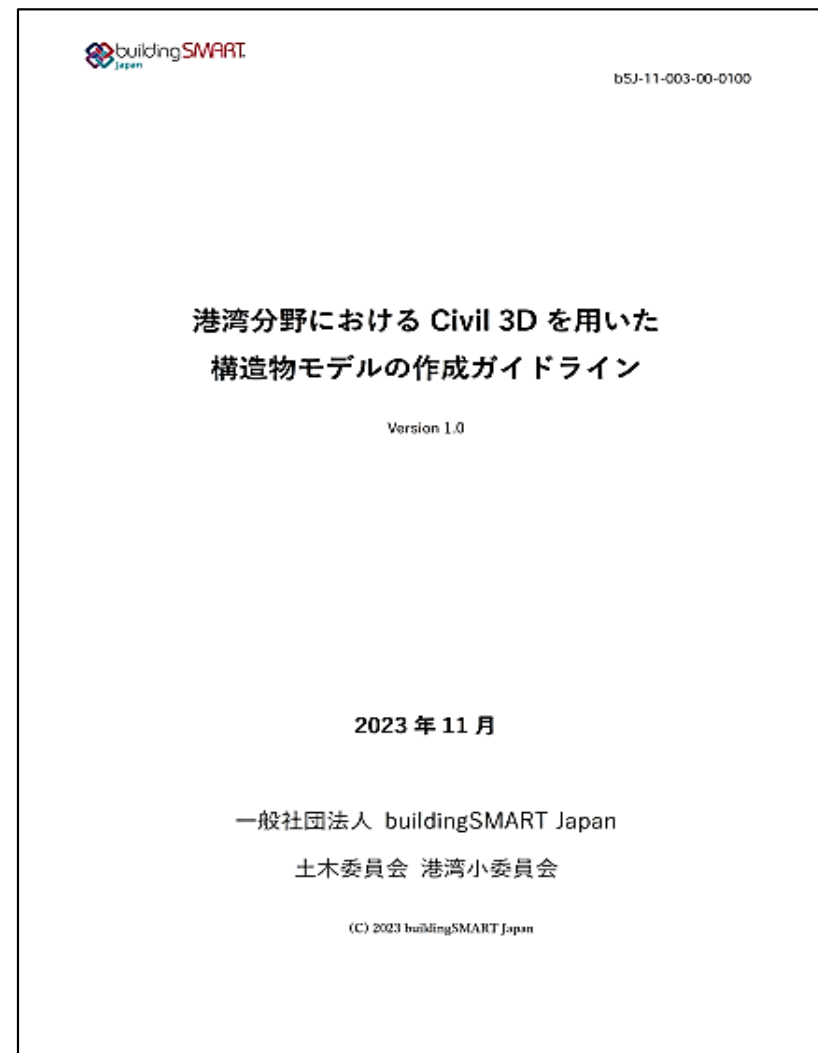 buildingSMART
Japan
bSJ-11-003-00-0100
港湾分野における Civil 3D を用いた
構造物モデルの作成ガイドライン
Version 1.0
2023 年 11 月
一般社団法人 buildingSMART Japan
土木委員会 港湾小委員会
(C) 2023 buildingSMART Japan